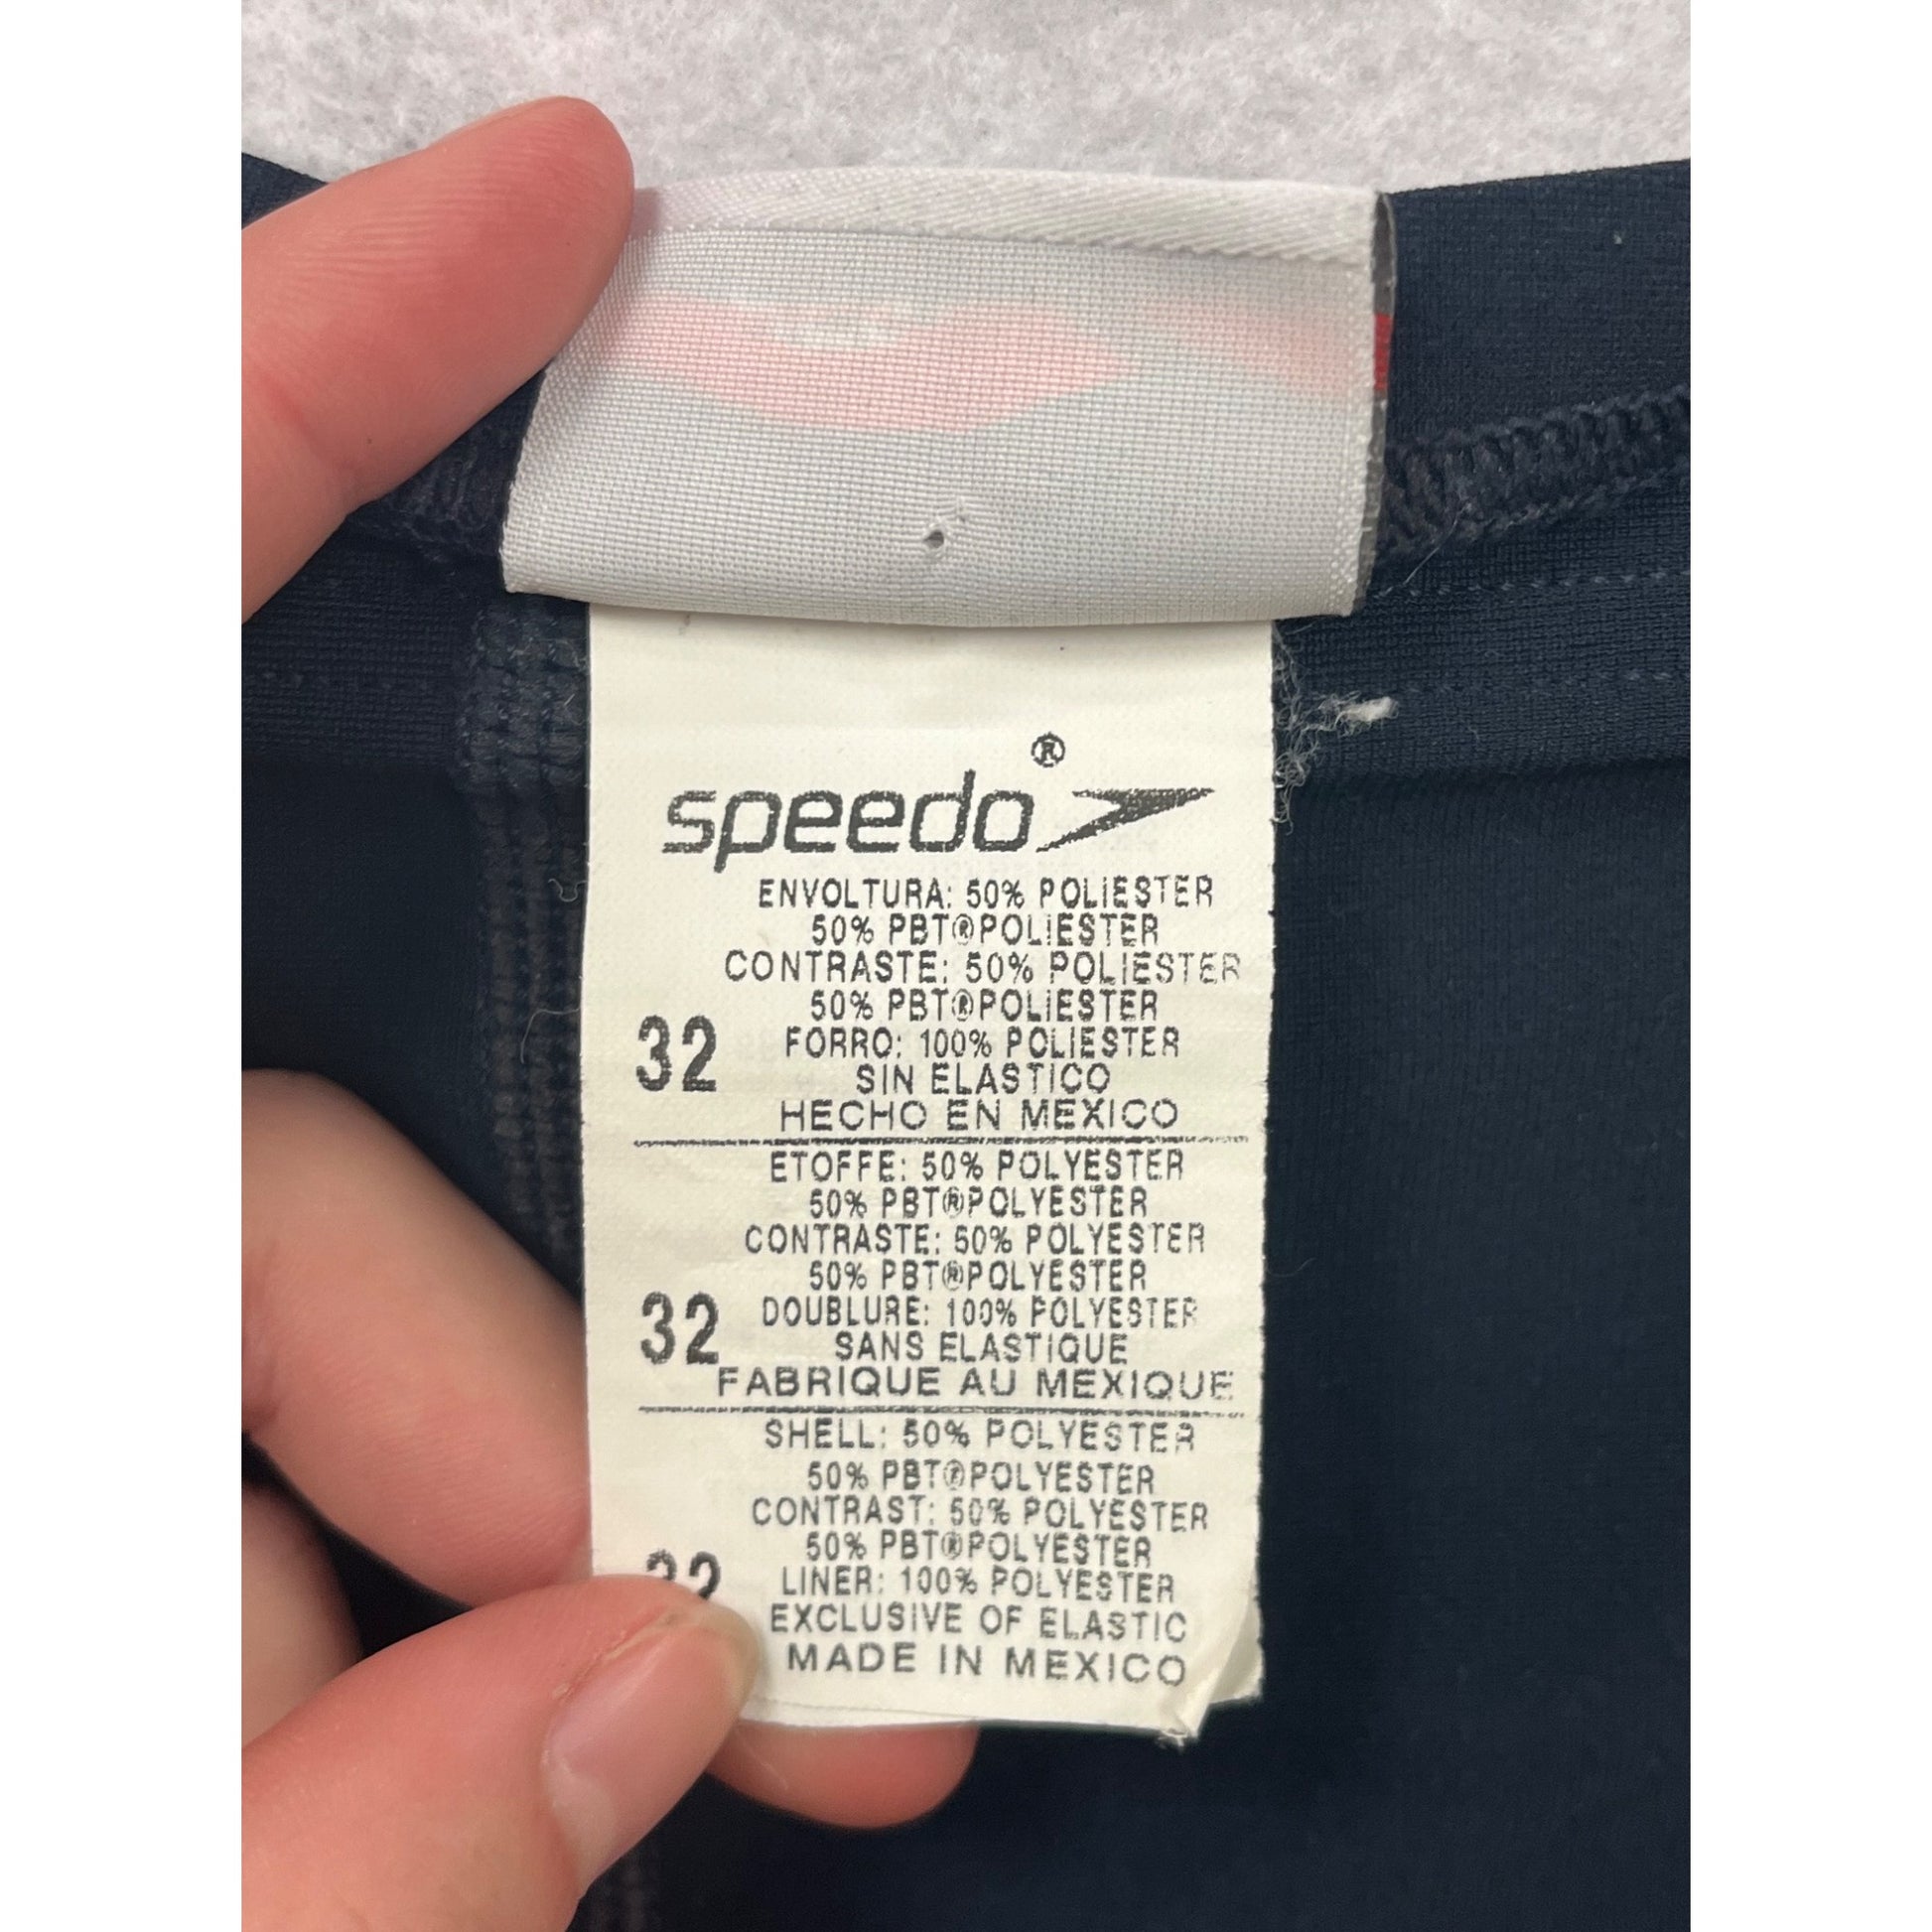 speedo®
ENVOLTURA: 50% POLIESTER
50% PBT®POLIESTER
CONTRASTE: 50% POLIESTER
50% PBT®POLIESTER
32 FORRO: 100% POLIESTER
SIN ELASTICO
HECHO EN MEXICO
ETOFFE: 50% POLYESTER
50% PBT®POLYESTER
CONTRASTE: 50% POLYESTER
50% PBT®POLYESTER
32 DOUBLURE: 100% POLYESTER
SANS ELASTIQUE
FABRIQUE AU MEXIQUE
SHELL: 50% POLYESTER
50% PBT®POLYESTER
CONTRAST: 50% POLYESTER
50% PBT®POLYESTER
32 LINER: 100% POLYESTER
EXCLUSIVE OF ELASTIC
MADE IN MEXICO